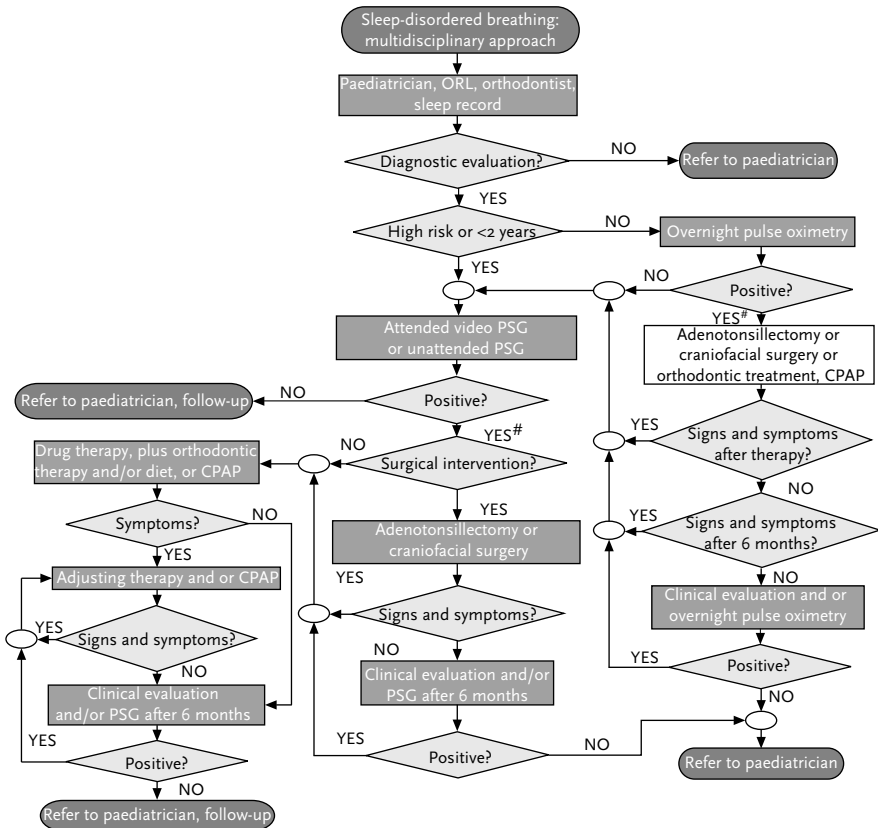 Sleep-disordered breathing:
multidisciplinary approach
Paediatrician, ORL, orthodontist,
sleep record
Diagnostic evaluation?
NO
Refer to paediatrician
YES
High risk or <2 years
NO
Overnight pulse oximetry
YES
NO
Positive?
YES#
Attended video PSG
or unattended PSG
Adenotonsillectomy or
craniofacial surgery or
orthodontic treatment, CPAP
Refer to paediatrician, follow-up
NO
Positive?
YES#
YES
Signs and symptoms
after therapy?
NO
Drug therapy, plus orthodontic
therapy and/or diet, or CPAP
NO
Surgical intervention?
YES
Symptoms?
NO
YES
Adenotonsillectomy or
craniofacial surgery
YES
Signs and symptoms
after 6 months?
NO
Adjusting therapy and or CPAP
YES
Clinical evaluation and or
overnight pulse oximetry
YES
Signs and symptoms?
NO
Signs and symptoms?
NO
YES
Positive?
NO
Clinical evaluation
and/or PSG after 6 months
Clinical evaluation and/or
PSG after 6 months
YES
Positive?
NO
YES
Positive?
NO
Refer to paediatrician
Refer to paediatrician, follow-up